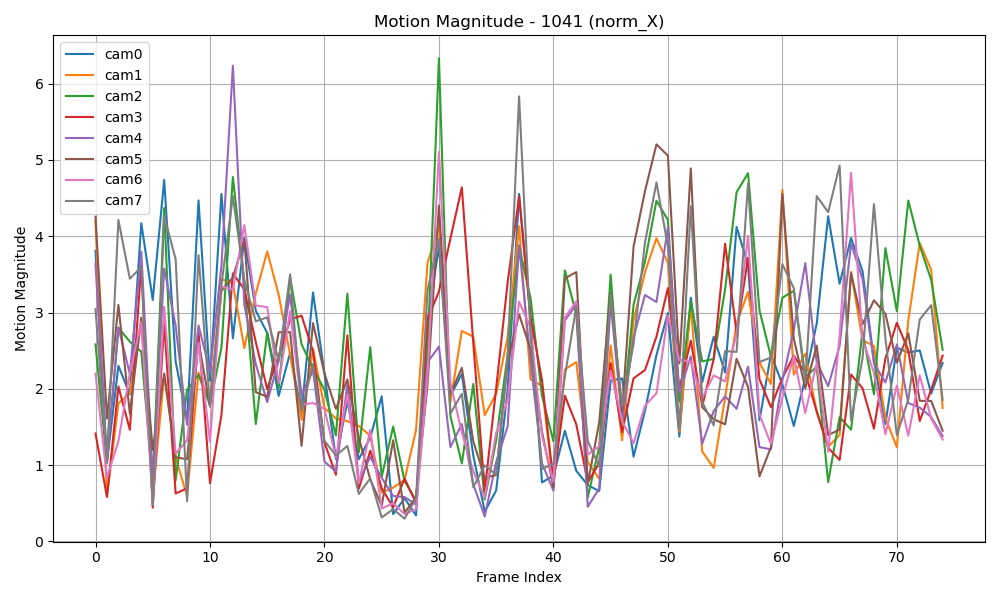 Motion Magnitude - 1041 (norm_X)
cam0
cam1
cam2
cam3
cam4
cam5
cam6
cam7
Motion Magnitude
6
5
4
3
2
1
0
0 10 20 30 40 50 60 70
Frame Index